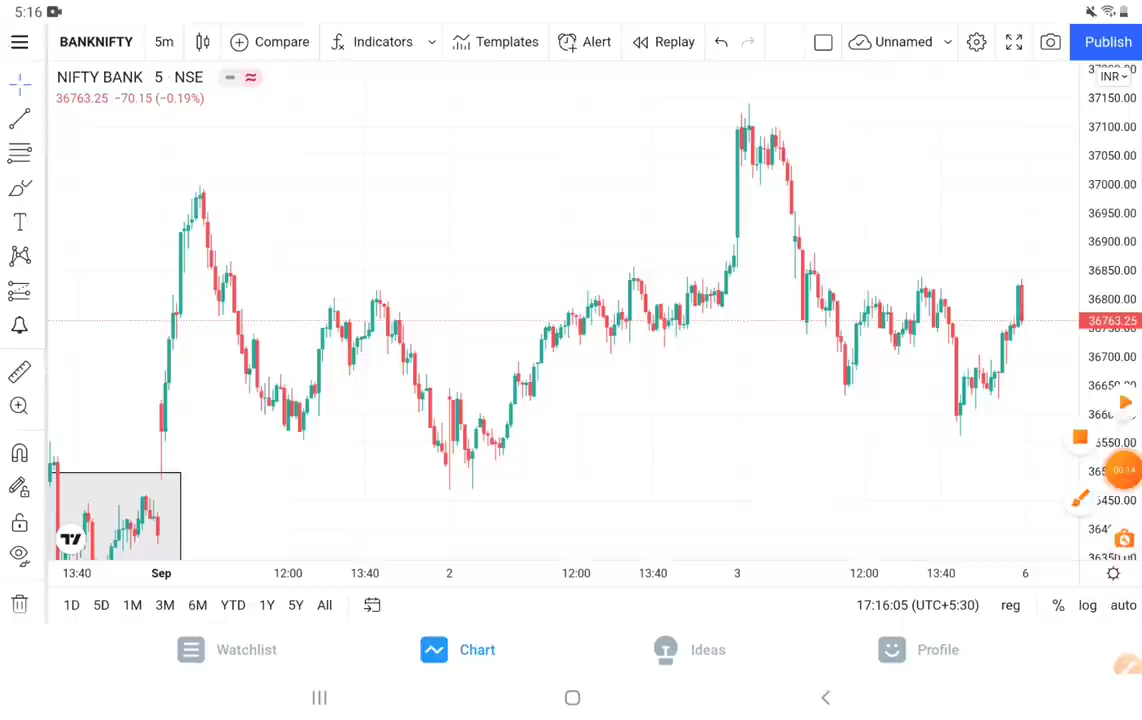 5:16
BANKNIFTY 5m Compare Indicators Templates Alert Replay Unnamed Publish
NIFTY BANK 5 NSE
36763.25 −70.15 (−0.19%)
INR
37150.00
37100.00
37050.00
37000.00
36950.00
36900.00
36850.00
36800.00
36763.25
36700.00
00:14
13:40 Sep 12:00 13:40 2 12:00 13:40 3 12:00 13:40 6
1D 5D 1M 3M 6M YTD 1Y 5Y All 17:16:05 (UTC+5:30) reg % log auto
Watchlist Chart Ideas Profile